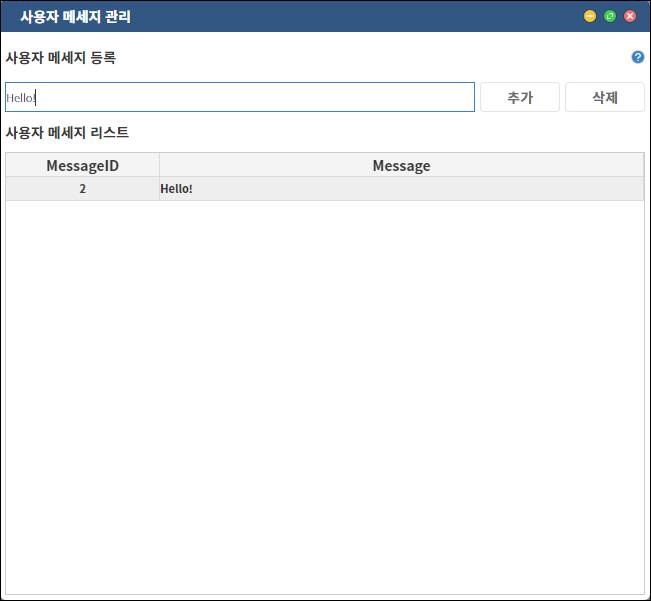 사용자 메세지 관리
사용자 메세지 등록
?
Hello! 추가 삭제
사용자 메세지 리스트
MessageID Message
2 Hello!